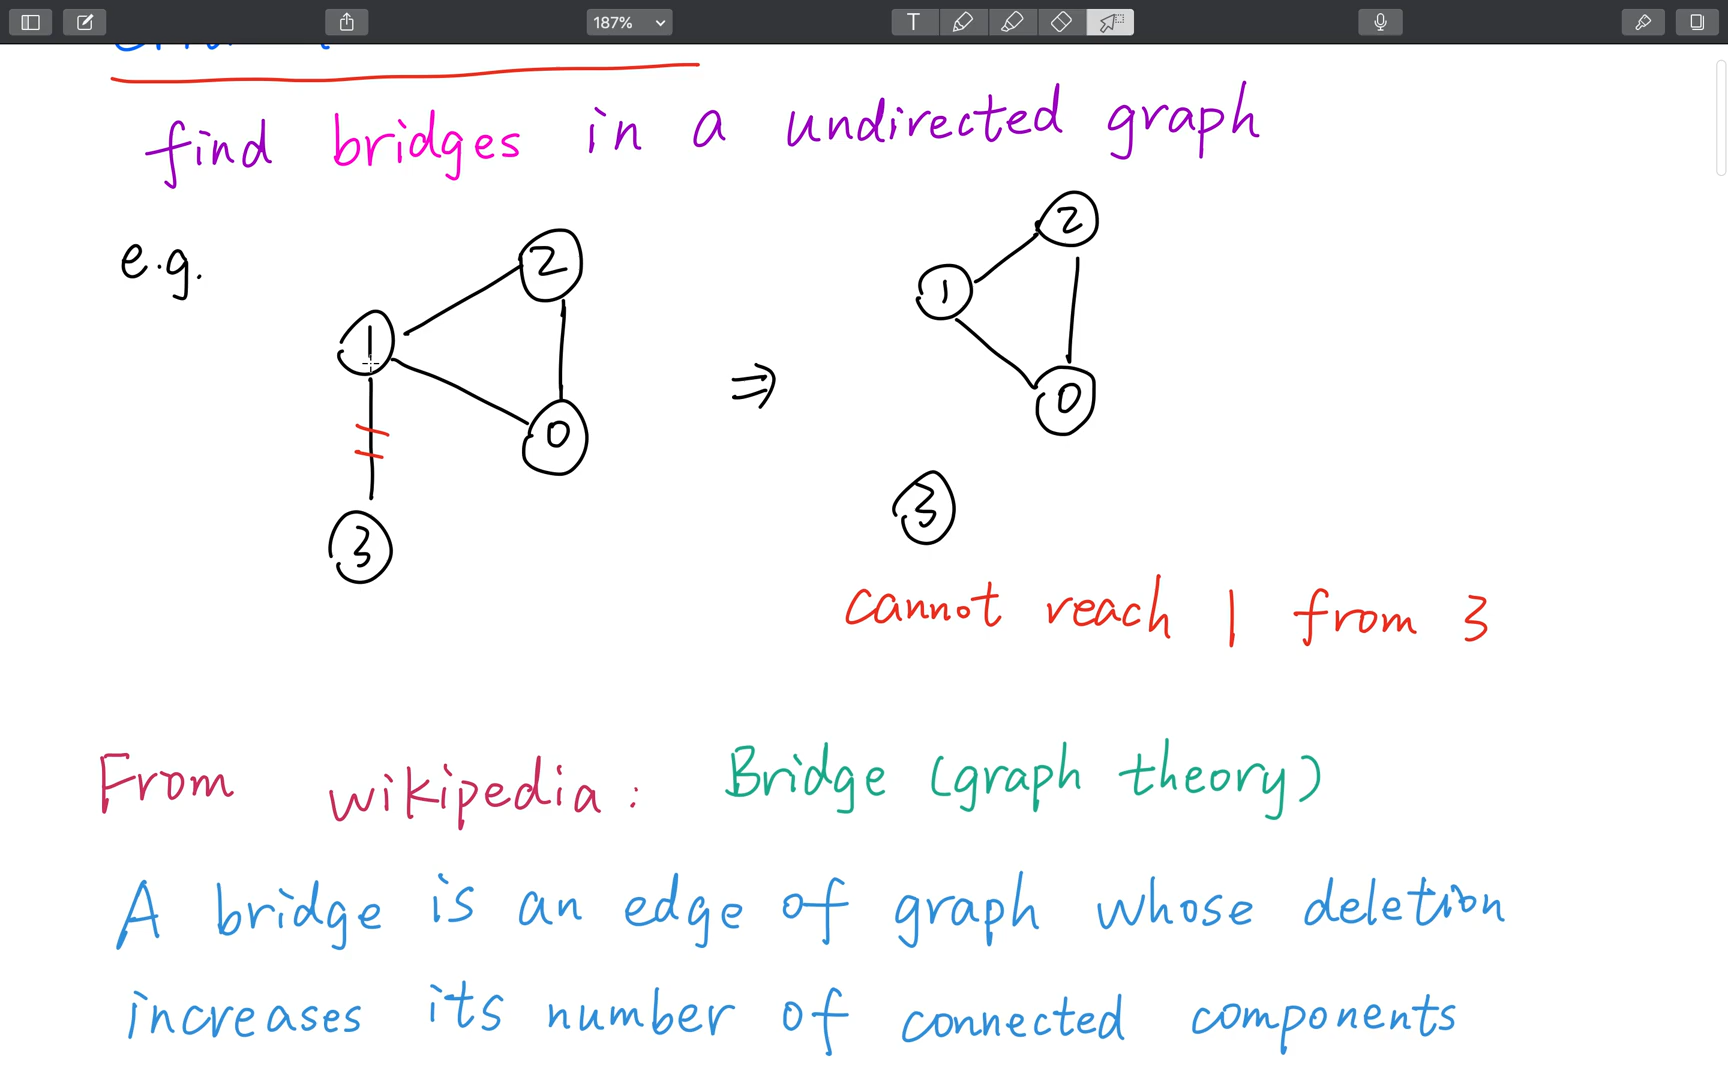 187%
T
find bridges in a undirected graph
e.g.
2
1
0
3
⇒
2
1
0
3
cannot reach 1 from 3
From wikipedia: Bridge (graph theory)
A bridge is an edge of graph whose deletion
increases its number of connected components